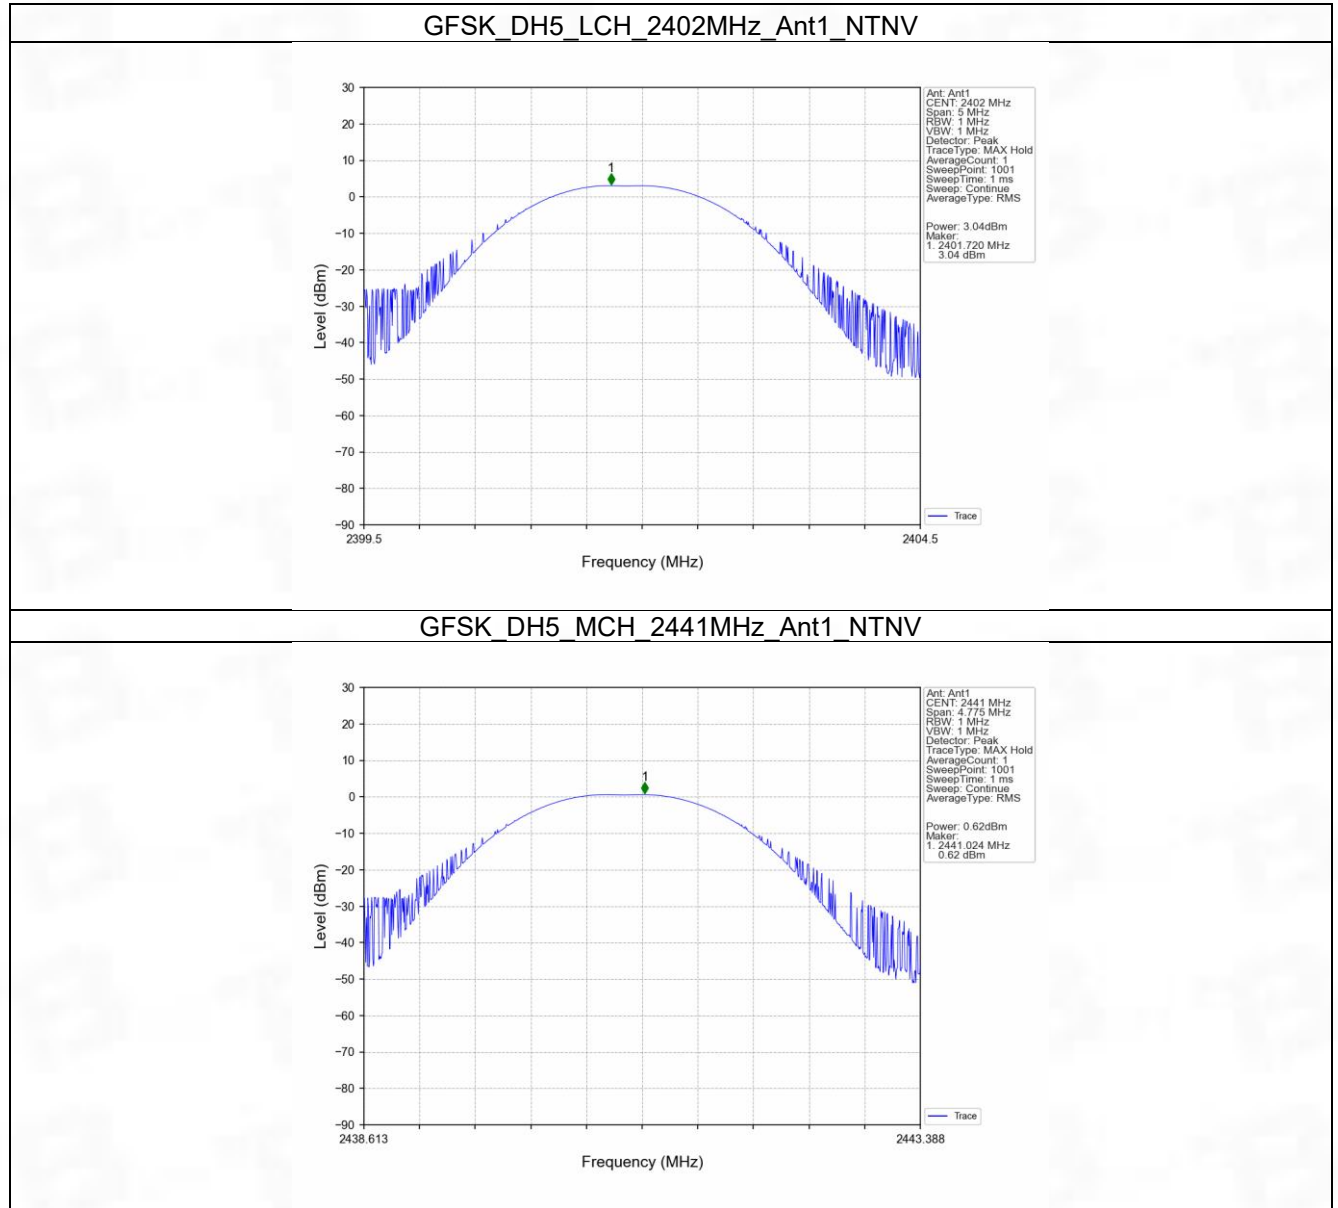 GFSK_DH5_LCH_2402MHz_Ant1_NTNV
30
20
10
0
−10
−20
−30
−40
−50
−60
−70
−80
−90
Level (dBm)
1
2399.5
2404.5
Frequency (MHz)
Ant: Ant1
CENT: 2402 MHz
Span: 5 MHz
RBW: 1 MHz
VBW: 1 MHz
Detector: Peak
TraceType: MAX Hold
AverageCount: 1
SweepPoint: 1001
SweepTime: 1 ms
Sweep: Continue
AverageType: RMS
Power: 3.04dBm
Maker:
1. 2401.720 MHz
3.04 dBm
Trace
GFSK_DH5_MCH_2441MHz_Ant1_NTNV
30
20
10
0
−10
−20
−30
−40
−50
−60
−70
−80
−90
Level (dBm)
1
2438.613
2443.388
Frequency (MHz)
Ant: Ant1
CENT: 2441 MHz
Span: 4.775 MHz
RBW: 1 MHz
VBW: 1 MHz
Detector: Peak
TraceType: MAX Hold
AverageCount: 1
SweepPoint: 1001
SweepTime: 1 ms
Sweep: Continue
AverageType: RMS
Power: 0.62dBm
Maker:
1. 2441.024 MHz
0.62 dBm
Trace